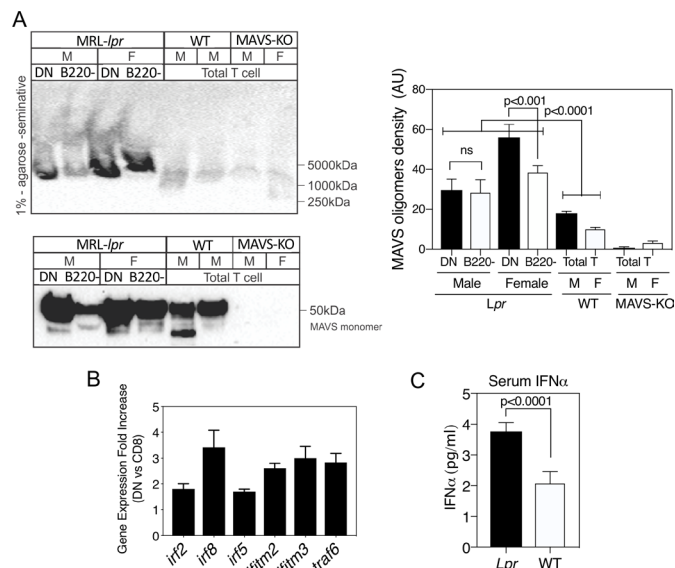 A
MRL-lpr WT MAVS-KO
M F M M M F
DN B220- DN B220- Total T cell
1% - agarose -seminative
5000kDa
1000kDa
250kDa
MRL-lpr WT MAVS-KO
M F M M M F
DN B220- DN B220- Total T cell
50kDa
MAVS monomer
MAVS oligomers density (AU)
80
60
40
20
0
p<0.001
p<0.0001
ns
DN B220- DN B220- Total T Total T
Male Female M F M F
Lpr WT MAVS-KO
B
Gene Expression Fold Increase
(DN vs CD8)
5
4
3
2
1
0
irf2 irf8 irf5 ifitm2 ifitm3 traf6
C
Serum IFNα
p<0.0001
IFNα (pg/ml)
5
4
3
2
1
0
Lpr WT